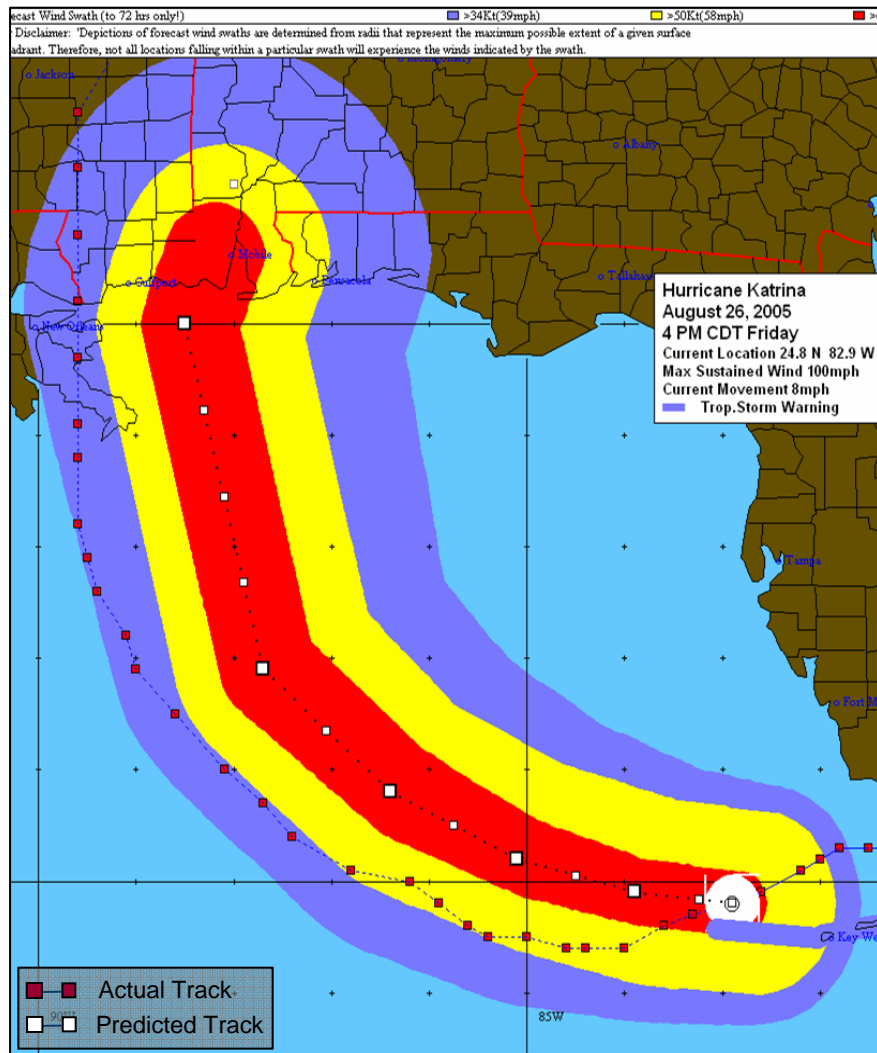 ecast Wind Swath (to 72 hrs only!) >34Kt(39mph) >50Kt(58mph) >
Disclaimer: 'Depictions of forecast wind swaths are determined from radii that represent the maximum possible extent of a given surface
adrant. Therefore, not all locations falling within a particular swath will experience the winds indicated by the swath.
Montgomery
Jackson
Albany
Mobile
Tallahas
Gulfport
Pensacola
New Orleans
Hurricane Katrina
August 26, 2005
4 PM CDT Friday
Current Location 24.8 N 82.9 W
Max Sustained Wind 100mph
Current Movement 8mph
Trop.Storm Warning
Tampa
Fort M
Key We
Actual Track
90W
85W
Predicted Track